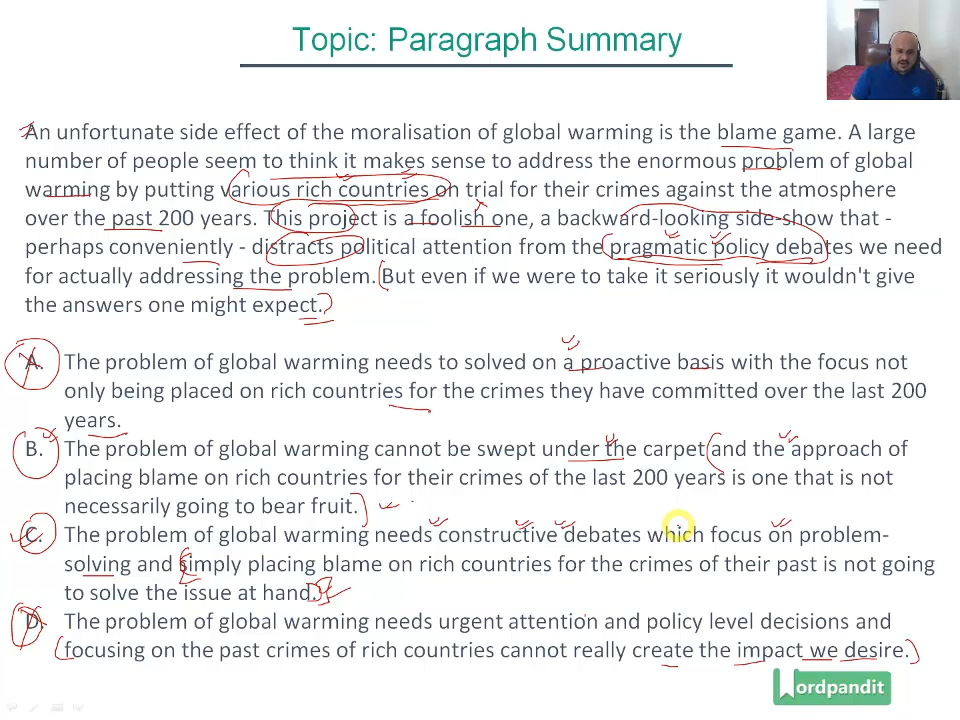 Topic: Paragraph Summary
An unfortunate side effect of the moralisation of global warming is the blame game. A large
number of people seem to think it makes sense to address the enormous problem of global
warming by putting various rich countries on trial for their crimes against the atmosphere
over the past 200 years. This project is a foolish one, a backward-looking side-show that -
perhaps conveniently - distracts political attention from the pragmatic policy debates we need
for actually addressing the problem. But even if we were to take it seriously it wouldn't give
the answers one might expect.
A. The problem of global warming needs to solved on a proactive basis with the focus not
only being placed on rich countries for the crimes they have committed over the last 200
years.
B. The problem of global warming cannot be swept under the carpet and the approach of
placing blame on rich countries for their crimes of the last 200 years is one that is not
necessarily going to bear fruit.
C. The problem of global warming needs constructive debates which focus on problem-
solving and simply placing blame on rich countries for the crimes of their past is not going
to solve the issue at hand.
D. The problem of global warming needs urgent attention and policy level decisions and
focusing on the past crimes of rich countries cannot really create the impact we desire.
Wordpandit